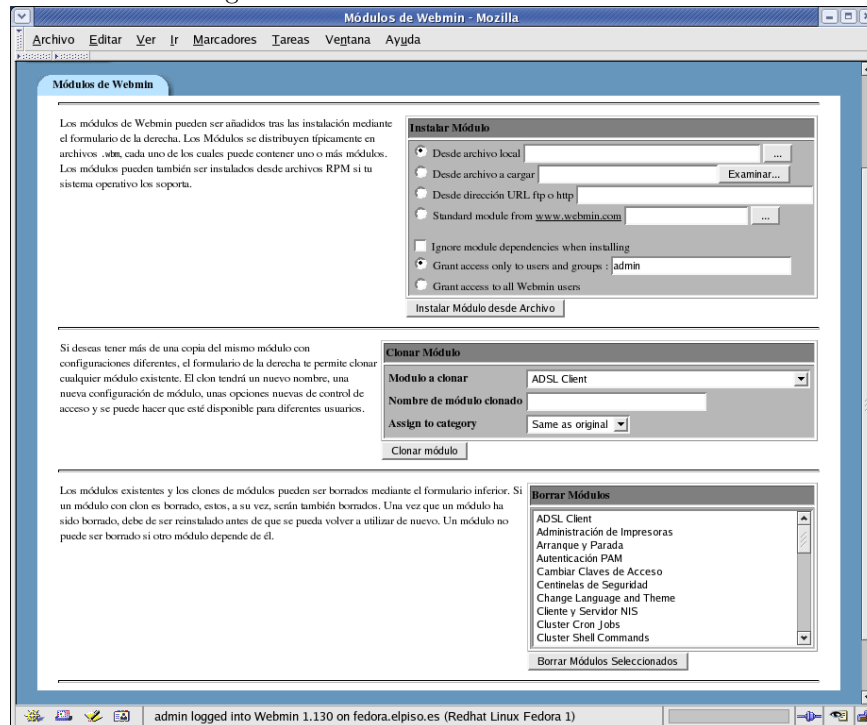 Módulos de Webmin - Mozilla
Archivo Editar Ver Ir Marcadores Tareas Ventana Ayuda
Módulos de Webmin
Los módulos de Webmin pueden ser añadidos tras las instalación mediante
el formulario de la derecha. Los Módulos se distribuyen típicamente en
archivos .wbm, cada uno de los cuales puede contener uno o más módulos.
Los módulos pueden también ser instalados desde archivos RPM si tu
sistema operativo los soporta.
Instalar Módulo
Desde archivo local ...
Desde archivo a cargar Examinar...
Desde dirección URL ftp o http
Standard module from www.webmin.com ...
Ignore module dependencies when installing
Grant access only to users and groups : admin
Grant access to all Webmin users
Instalar Módulo desde Archivo
Si deseas tener más de una copia del mismo módulo con
configuraciones diferentes, el formulario de la derecha te permite clonar
cualquier módulo existente. El clon tendrá un nuevo nombre, una
nueva configuración de módulo, unas opciones nuevas de control de
acceso y se puede hacer que esté disponible para diferentes usuarios.
Clonar Módulo
Modulo a clonar ADSL Client
Nombre de módulo clonado
Assign to category Same as original
Clonar módulo
Los módulos existentes y los clones de módulos pueden ser borrados mediante el formulario inferior. Si
un módulo con clon es borrado, estos, a su vez, serán también borrados. Una vez que un módulo ha
sido borrado, debe de ser reinstalado antes de que se pueda volver a utilizar de nuevo. Un módulo no
puede ser borrado si otro módulo depende de él.
Borrar Módulos
ADSL Client
Administración de Impresoras
Arranque y Parada
Autenticación PAM
Cambiar Claves de Acceso
Centinelas de Seguridad
Change Language and Theme
Cliente y Servidor NIS
Cluster Cron Jobs
Cluster Shell Commands
Borrar Módulos Seleccionados
admin logged into Webmin 1.130 on fedora.elpiso.es (Redhat Linux Fedora 1)